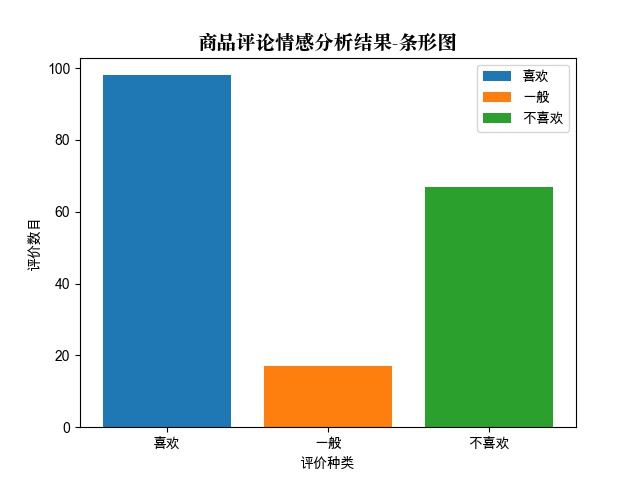 商品评论情感分析结果-条形图
100
80
60
40
20
0
评价数目
喜欢
一般
不喜欢
喜欢
一般
不喜欢
评价种类